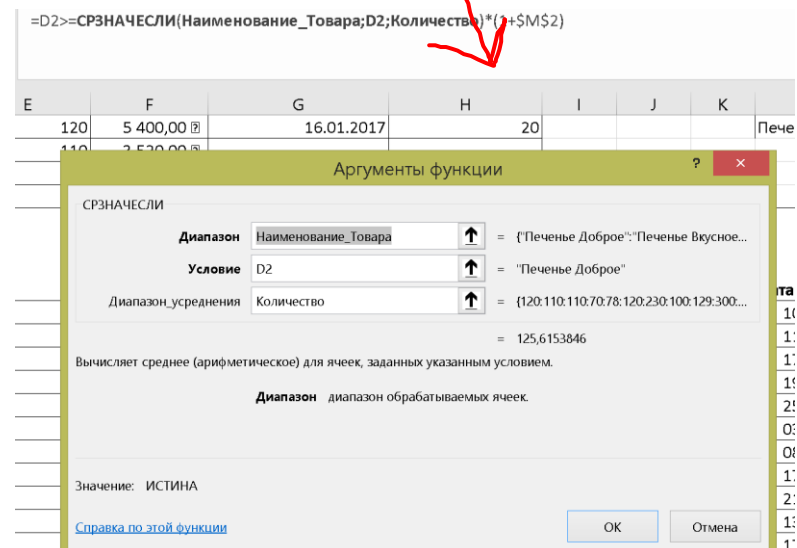 =D2>=СРЗНАЧЕСЛИ(Наименование_Товара;D2;Количество)*(1+$M$2)
E F G H I J K
120 5 400,00 16.01.2017 20 Пече
Аргументы функции ? ×
СРЗНАЧЕСЛИ
Диапазон Наименование_Товара = {"Печенье Доброе":"Печенье Вкусное...
Условие D2 = "Печенье Доброе"
Диапазон_усреднения Количество = {120:110:110:70:78:120:230:100:129:300:...
= 125,6153846
Вычисляет среднее (арифметическое) для ячеек, заданных указанным условием.
Диапазон диапазон обрабатываемых ячеек.
Значение: ИСТИНА
Справка по этой функции ОК Отмена